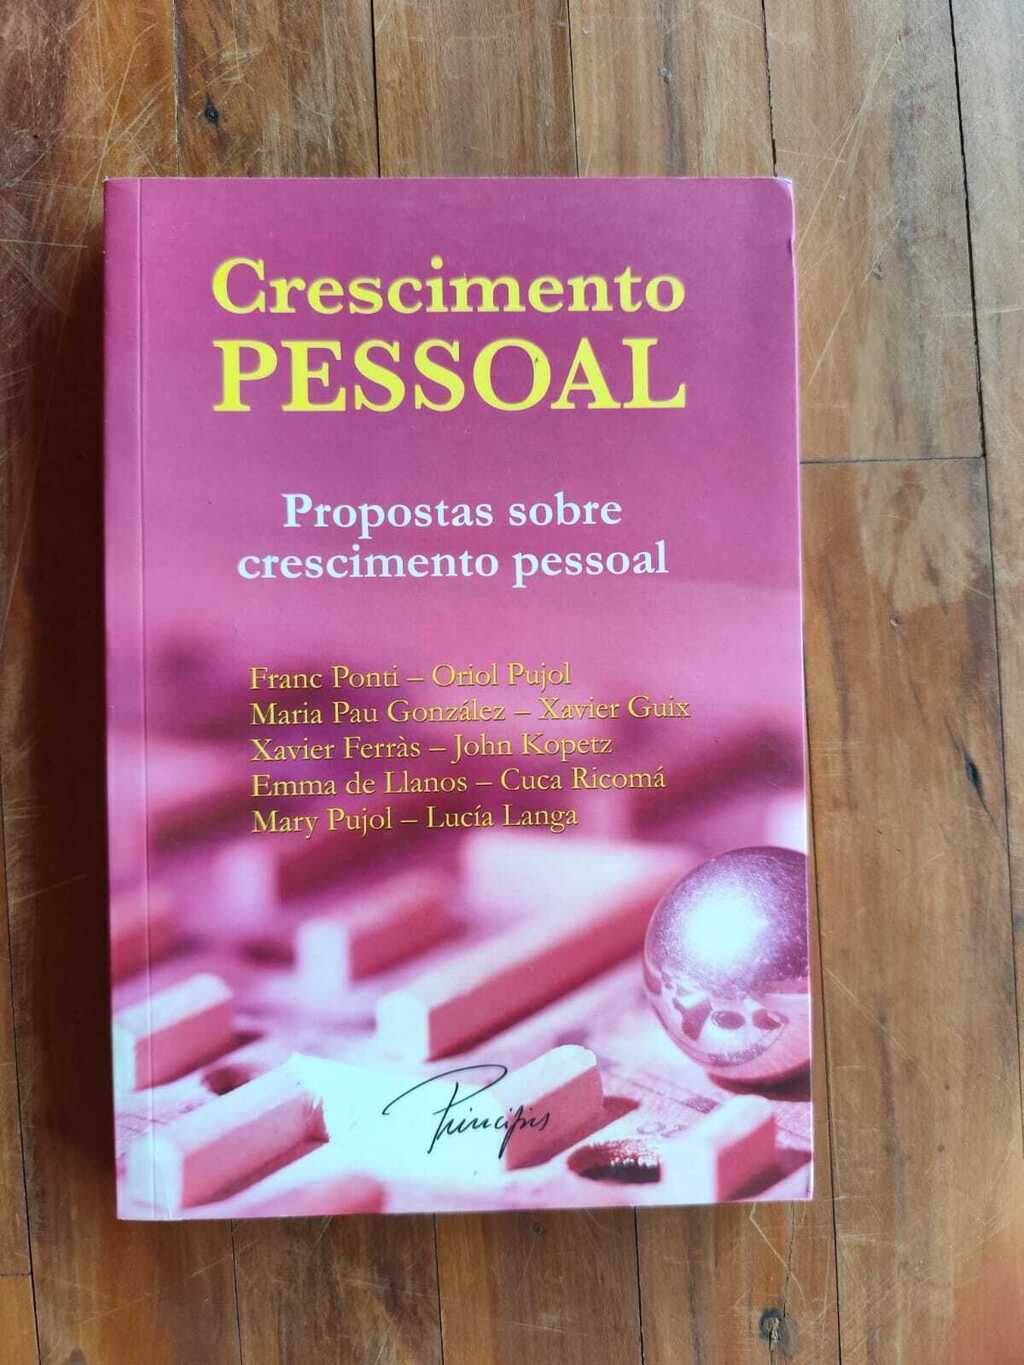 Crescimento
PESSOAL
Propostas sobre
crescimento pessoal
Franc Ponti – Oriol Pujol
Maria Pau González – Xavier Guix
Xavier Ferràs – John Kopetz
Emma de Llanos – Cuca Ricomá
Mary Pujol – Lucía Langa
Principis